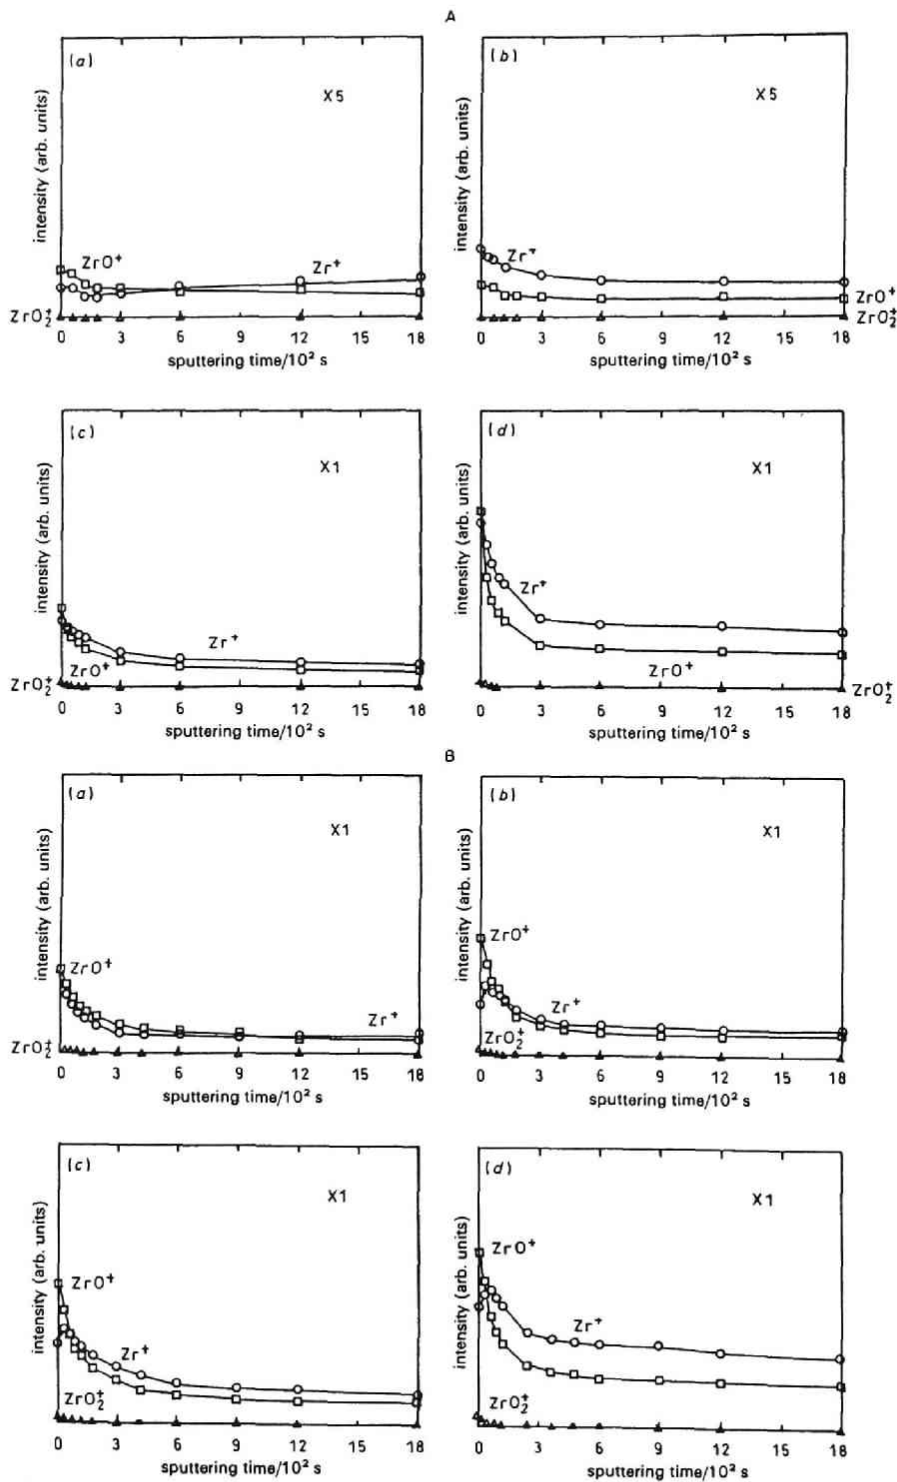 A
(a)
X5
intensity (arb. units)
ZrO⁺
Zr⁺
ZrO₂⁺
0 3 6 9 12 15 18
sputtering time/10² s
(b)
X5
intensity (arb. units)
Zr⁺
ZrO⁺
ZrO₂⁺
0 3 6 9 12 15 18
sputtering time/10² s
(c)
X1
intensity (arb. units)
Zr⁺
ZrO⁺
ZrO₂⁺
0 3 6 9 12 15 18
sputtering time/10² s
(d)
X1
intensity (arb. units)
Zr⁺
ZrO⁺
ZrO₂⁺
0 3 6 9 12 15 18
sputtering time/10² s
B
(a)
X1
intensity (arb. units)
ZrO⁺
Zr⁺
ZrO₂⁺
0 3 6 9 12 15 18
sputtering time/10² s
(b)
X1
intensity (arb. units)
ZrO⁺
Zr⁺
ZrO₂⁺
0 3 6 9 12 15 18
sputtering time/10² s
(c)
X1
intensity (arb. units)
ZrO⁺
Zr⁺
ZrO₂⁺
0 3 6 9 12 15 18
sputtering time/10² s
(d)
X1
intensity (arb. units)
ZrO⁺
Zr⁺
ZrO₂⁺
0 3 6 9 12 15 18
sputtering time/10² s